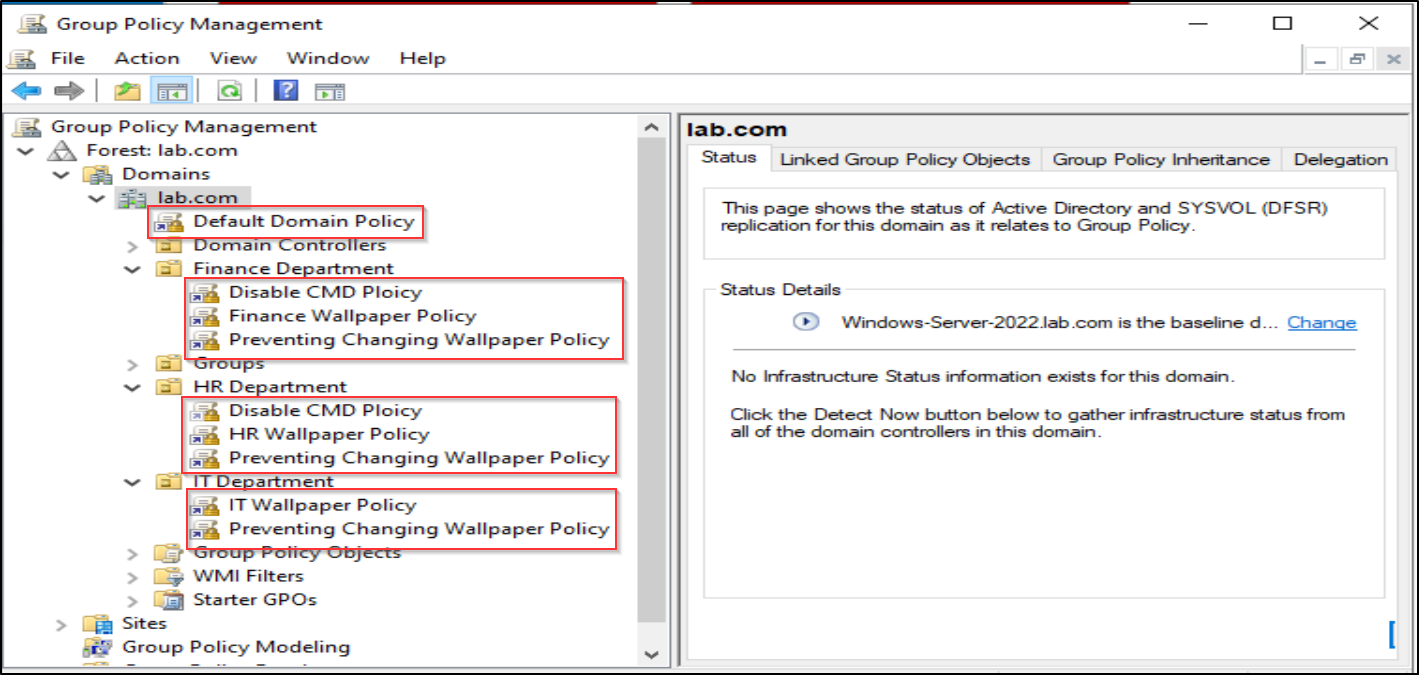 Group Policy Management
File Action View Window Help
Group Policy Management
Forest: lab.com
Domains
lab.com
Default Domain Policy
Domain Controllers
Finance Department
Disable CMD Ploicy
Finance Wallpaper Policy
Preventing Changing Wallpaper Policy
Groups
HR Department
Disable CMD Ploicy
HR Wallpaper Policy
Preventing Changing Wallpaper Policy
IT Department
IT Wallpaper Policy
Preventing Changing Wallpaper Policy
Group Policy Objects
WMI Filters
Starter GPOs
Sites
Group Policy Modeling
lab.com
Status Linked Group Policy Objects Group Policy Inheritance Delegation
This page shows the status of Active Directory and SYSVOL (DFSR)
replication for this domain as it relates to Group Policy.
Status Details
Windows-Server-2022.lab.com is the baseline d... Change
No Infrastructure Status information exists for this domain.
Click the Detect Now button below to gather infrastructure status from
all of the domain controllers in this domain.